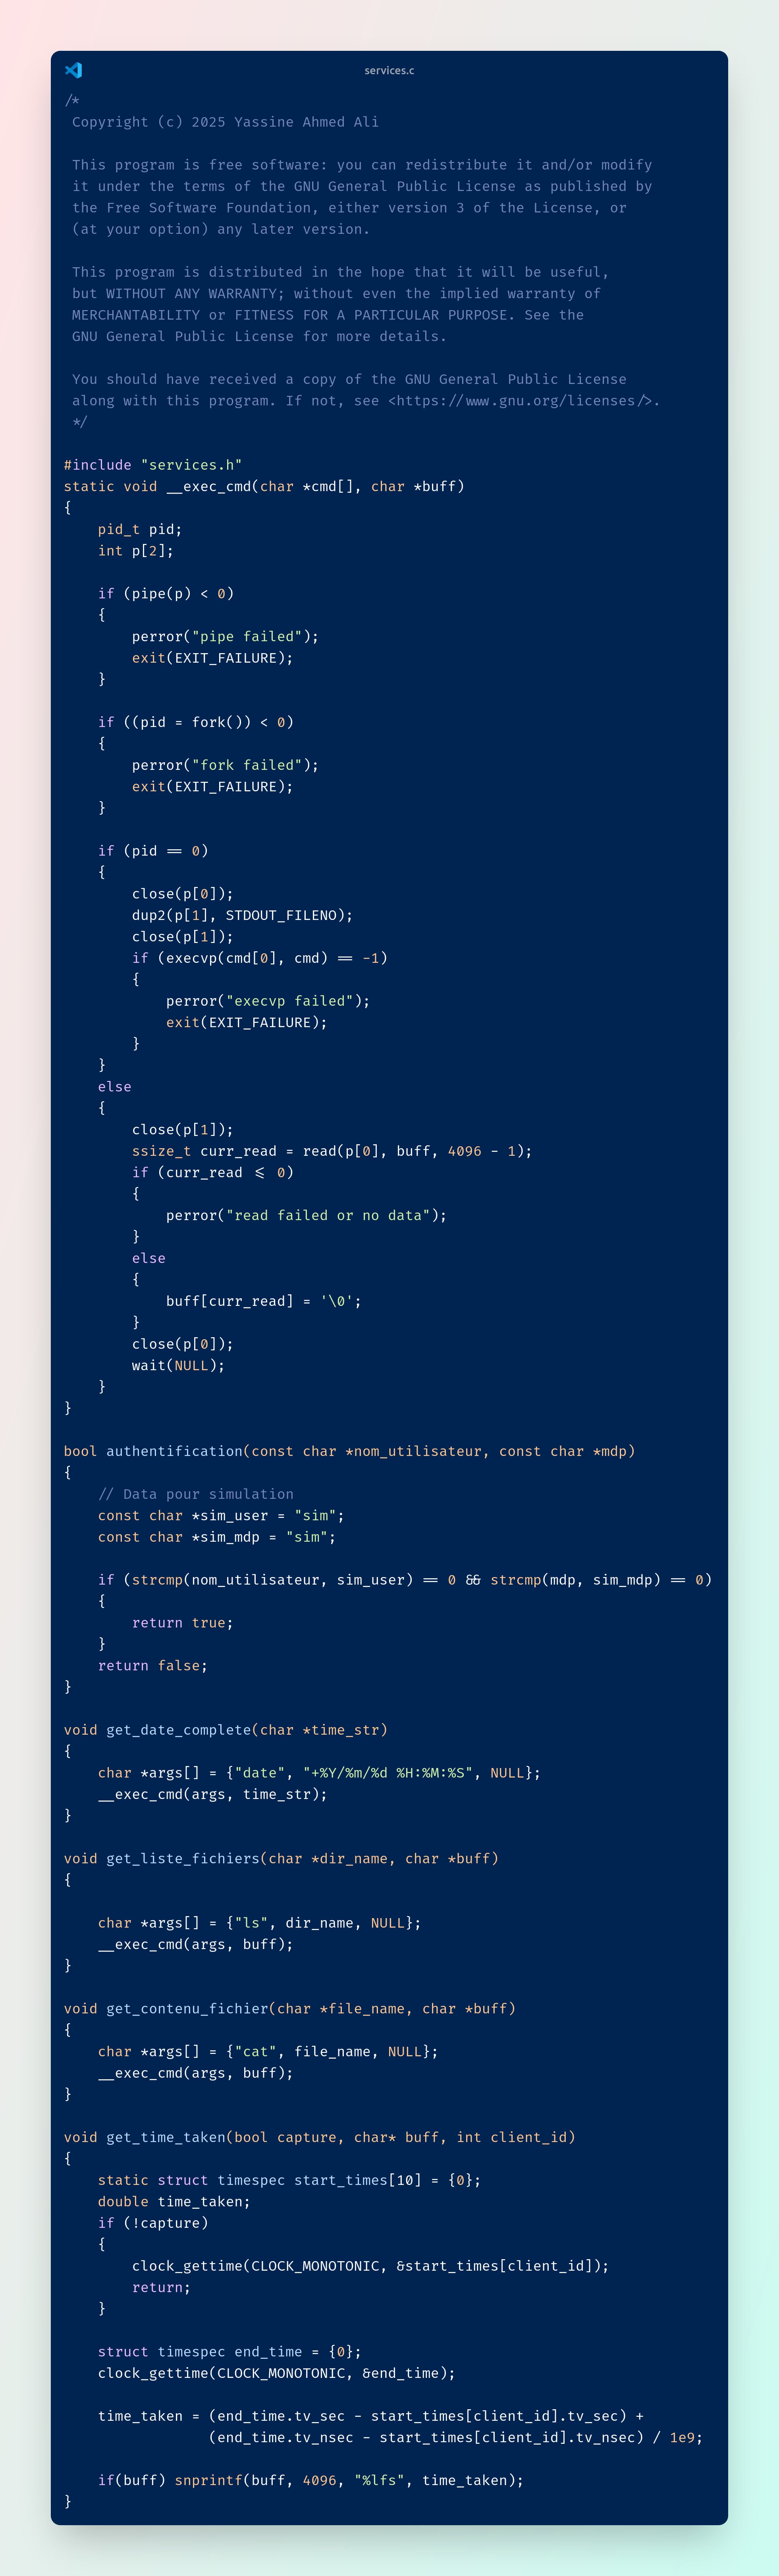 services.c
/*
 Copyright (c) 2025 Yassine Ahmed Ali

 This program is free software: you can redistribute it and/or modify
 it under the terms of the GNU General Public License as published by
 the Free Software Foundation, either version 3 of the License, or
 (at your option) any later version.

 This program is distributed in the hope that it will be useful,
 but WITHOUT ANY WARRANTY; without even the implied warranty of
 MERCHANTABILITY or FITNESS FOR A PARTICULAR PURPOSE. See the
 GNU General Public License for more details.

 You should have received a copy of the GNU General Public License
 along with this program. If not, see <https://www.gnu.org/licenses/>.
 */

#include "services.h"
static void __exec_cmd(char *cmd[], char *buff)
{
    pid_t pid;
    int p[2];

    if (pipe(p) < 0)
    {
        perror("pipe failed");
        exit(EXIT_FAILURE);
    }

    if ((pid = fork()) < 0)
    {
        perror("fork failed");
        exit(EXIT_FAILURE);
    }

    if (pid == 0)
    {
        close(p[0]);
        dup2(p[1], STDOUT_FILENO);
        close(p[1]);
        if (execvp(cmd[0], cmd) == -1)
        {
            perror("execvp failed");
            exit(EXIT_FAILURE);
        }
    }
    else
    {
        close(p[1]);
        ssize_t curr_read = read(p[0], buff, 4096 - 1);
        if (curr_read <= 0)
        {
            perror("read failed or no data");
        }
        else
        {
            buff[curr_read] = '\0';
        }
        close(p[0]);
        wait(NULL);
    }
}

bool authentification(const char *nom_utilisateur, const char *mdp)
{
    // Data pour simulation
    const char *sim_user = "sim";
    const char *sim_mdp = "sim";

    if (strcmp(nom_utilisateur, sim_user) == 0 && strcmp(mdp, sim_mdp) == 0)
    {
        return true;
    }
    return false;
}

void get_date_complete(char *time_str)
{
    char *args[] = {"date", "+%Y/%m/%d %H:%M:%S", NULL};
    __exec_cmd(args, time_str);
}

void get_liste_fichiers(char *dir_name, char *buff)
{

    char *args[] = {"ls", dir_name, NULL};
    __exec_cmd(args, buff);
}

void get_contenu_fichier(char *file_name, char *buff)
{
    char *args[] = {"cat", file_name, NULL};
    __exec_cmd(args, buff);
}

void get_time_taken(bool capture, char* buff, int client_id)
{
    static struct timespec start_times[10] = {0};
    double time_taken;
    if (!capture)
    {
        clock_gettime(CLOCK_MONOTONIC, &start_times[client_id]);
        return;
    }

    struct timespec end_time = {0};
    clock_gettime(CLOCK_MONOTONIC, &end_time);

    time_taken = (end_time.tv_sec - start_times[client_id].tv_sec) +
                 (end_time.tv_nsec - start_times[client_id].tv_nsec) / 1e9;

    if(buff) snprintf(buff, 4096, "%lfs", time_taken);
}